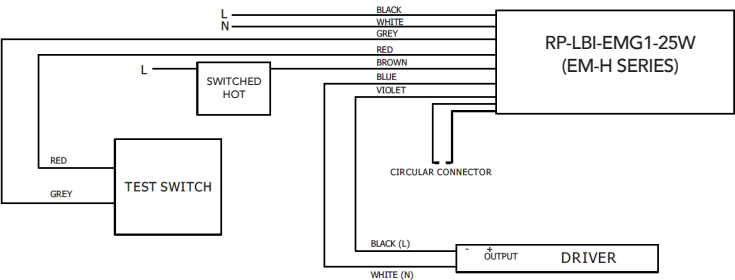 L
BLACK
N
WHITE
GREY
RED
L
BROWN
SWITCHED
HOT
BLUE
VIOLET
RP-LBI-EMG1-25W
(EM-H SERIES)
CIRCULAR CONNECTOR
RED
GREY
TEST SWITCH
BLACK (L)
WHITE (N)
- +
OUTPUT
DRIVER